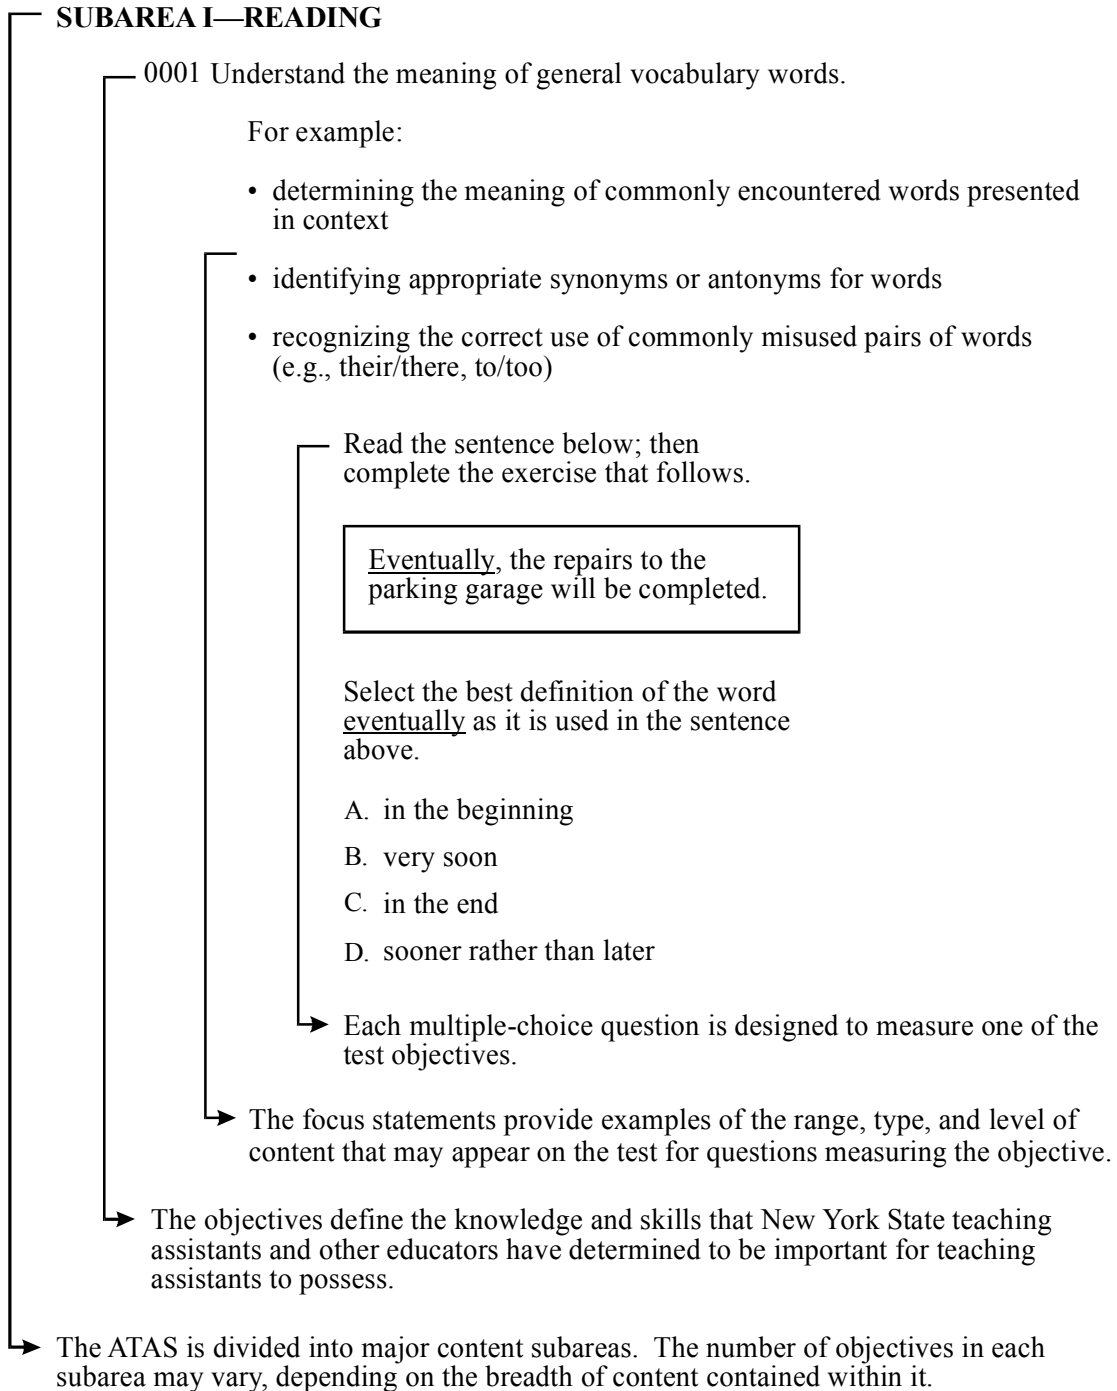 SUBAREA I—READING
0001 Understand the meaning of general vocabulary words.
For example:
• determining the meaning of commonly encountered words presented
in context
• identifying appropriate synonyms or antonyms for words
• recognizing the correct use of commonly misused pairs of words
(e.g., their/there, to/too)
Read the sentence below; then
complete the exercise that follows.
Eventually, the repairs to the
parking garage will be completed.
Select the best definition of the word
eventually as it is used in the sentence
above.
A. in the beginning
B. very soon
C. in the end
D. sooner rather than later
Each multiple-choice question is designed to measure one of the
test objectives.
The focus statements provide examples of the range, type, and level of
content that may appear on the test for questions measuring the objective.
The objectives define the knowledge and skills that New York State teaching
assistants and other educators have determined to be important for teaching
assistants to possess.
The ATAS is divided into major content subareas.  The number of objectives in each
subarea may vary, depending on the breadth of content contained within it.